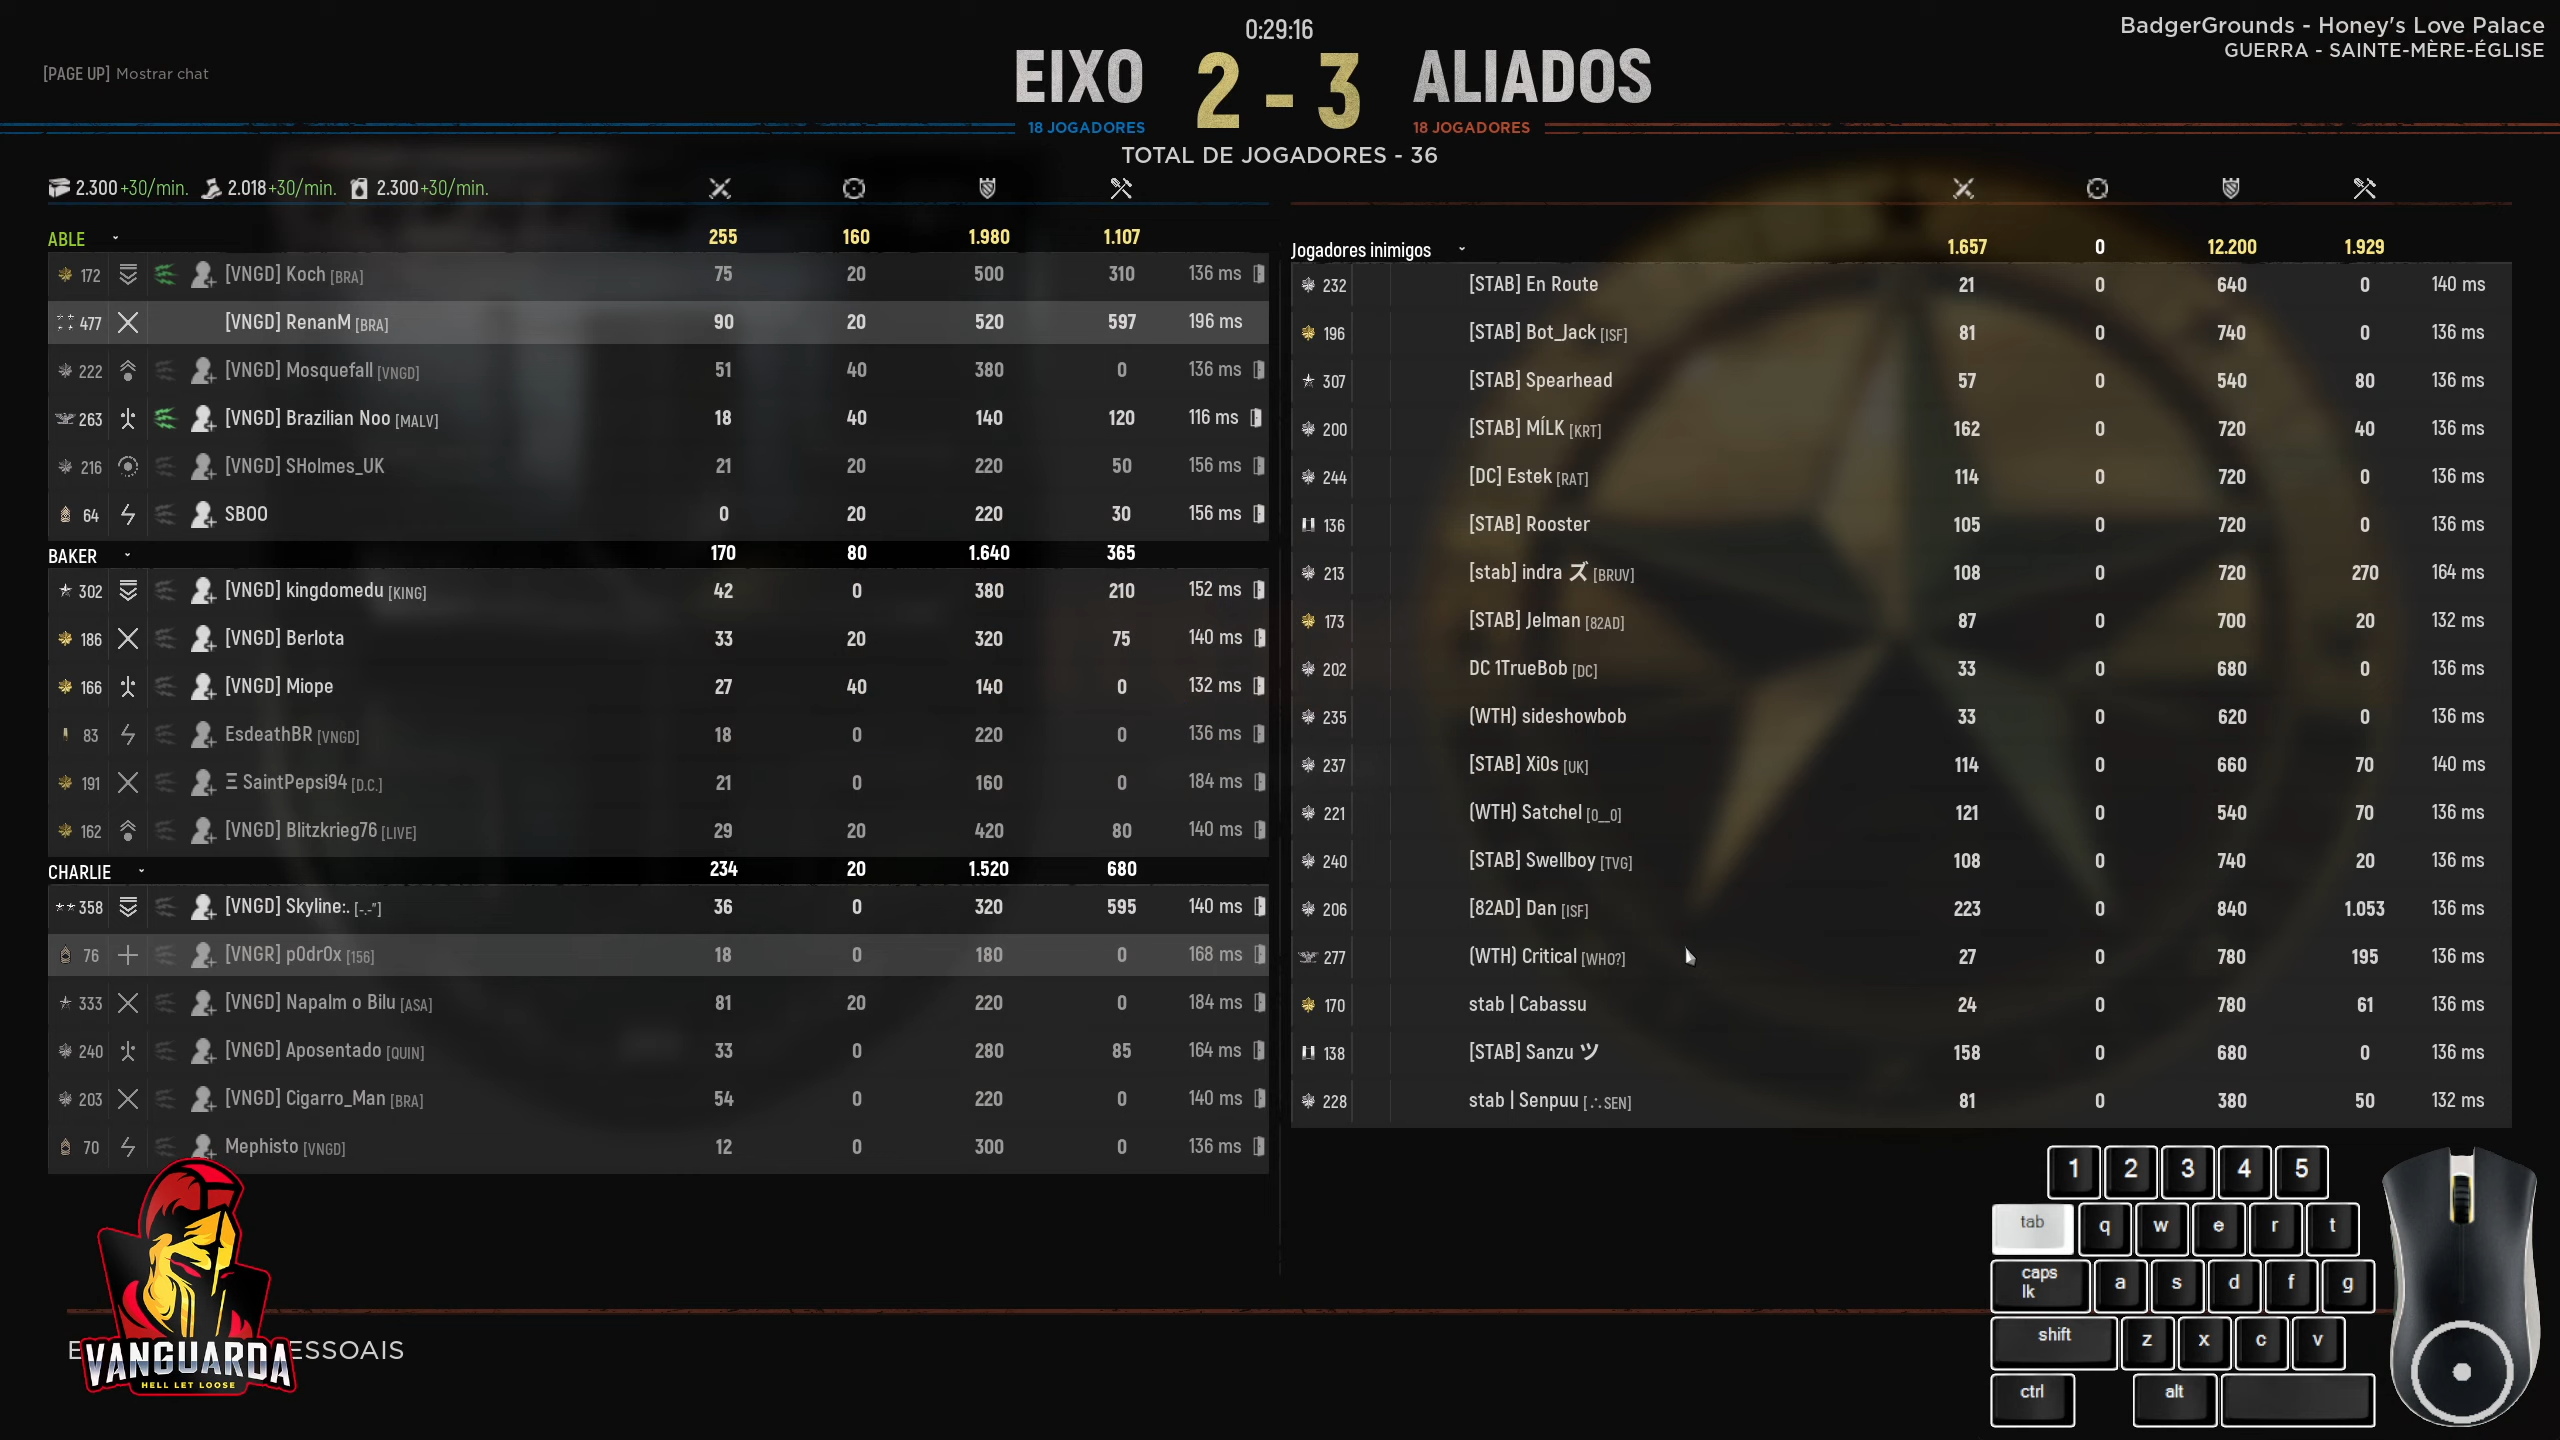 0:29:16
BadgerGrounds - Honey's Love Palace
GUERRA - SAINTE-MÈRE-ÉGLISE
[PAGE UP] Mostrar chat
EIXO 2 - 3 ALIADOS
18 JOGADORES 18 JOGADORES
TOTAL DE JOGADORES - 36
2.300 +30/min. 2.018 +30/min. 2.300 +30/min.
ABLE 255 160 1.980 1.107
172 [VNGD] Koch [BRA] 75 20 500 310 136 ms
477 [VNGD] RenanM [BRA] 90 20 520 597 196 ms
222 [VNGD] Mosquefall [VNGD] 51 40 380 0 136 ms
263 [VNGD] Brazilian Noo [MALV] 18 40 140 120 116 ms
216 [VNGD] SHolmes_UK 21 20 220 50 156 ms
64 SBOO 0 20 220 30 156 ms
BAKER 170 80 1.640 365
302 [VNGD] kingdomedu [KING] 42 0 380 210 152 ms
186 [VNGD] Berlota 33 20 320 75 140 ms
166 [VNGD] Miope 27 40 140 0 132 ms
83 EsdeathBR [VNGD] 18 0 220 0 136 ms
191 Ξ SaintPepsi94 [D.C.] 21 0 160 0 184 ms
162 [VNGD] Blitzkrieg76 [LIVE] 29 20 420 80 140 ms
CHARLIE 234 20 1.520 680
358 [VNGD] Skyline:. [-.-"] 36 0 320 595 140 ms
76 [VNGR] p0dr0x [156] 18 0 180 0 168 ms
333 [VNGD] Napalm o Bilu [ASA] 81 20 220 0 184 ms
240 [VNGD] Aposentado [QUIN] 33 0 280 85 164 ms
203 [VNGD] Cigarro_Man [BRA] 54 0 220 0 140 ms
70 Mephisto [VNGD] 12 0 300 0 136 ms
Jogadores inimigos 1.657 0 12.200 1.929
232 [STAB] En Route 21 0 640 0 140 ms
196 [STAB] Bot_Jack [ISF] 81 0 740 0 136 ms
307 [STAB] Spearhead 57 0 540 80 136 ms
200 [STAB] MÍLK [KRT] 162 0 720 40 136 ms
244 [DC] Estek [RAT] 114 0 720 0 136 ms
136 [STAB] Rooster 105 0 720 0 136 ms
213 [stab] indra ズ [BRUV] 108 0 720 270 164 ms
173 [STAB] Jelman [82AD] 87 0 700 20 132 ms
202 DC 1TrueBob [DC] 33 0 680 0 136 ms
235 (WTH) sideshowbob 33 0 620 0 136 ms
237 [STAB] XiOs [UK] 114 0 660 70 140 ms
221 (WTH) Satchel [O__O] 121 0 540 70 136 ms
240 [STAB] Swellboy [TVG] 108 0 740 20 136 ms
206 [82AD] Dan [ISF] 223 0 840 1.053 136 ms
277 (WTH) Critical [WHO?] 27 0 780 195 136 ms
170 stab | Cabassu 24 0 780 61 136 ms
138 [STAB] Sanzu ツ 158 0 680 0 136 ms
228 stab | Senpuu [∴SEN] 81 0 380 50 132 ms
E
ESSOAIS
VANGUARDA
HELL LET LOOSE
1 2 3 4 5
tab q w e r t
caps lk a s d f g
shift z x c v
ctrl alt